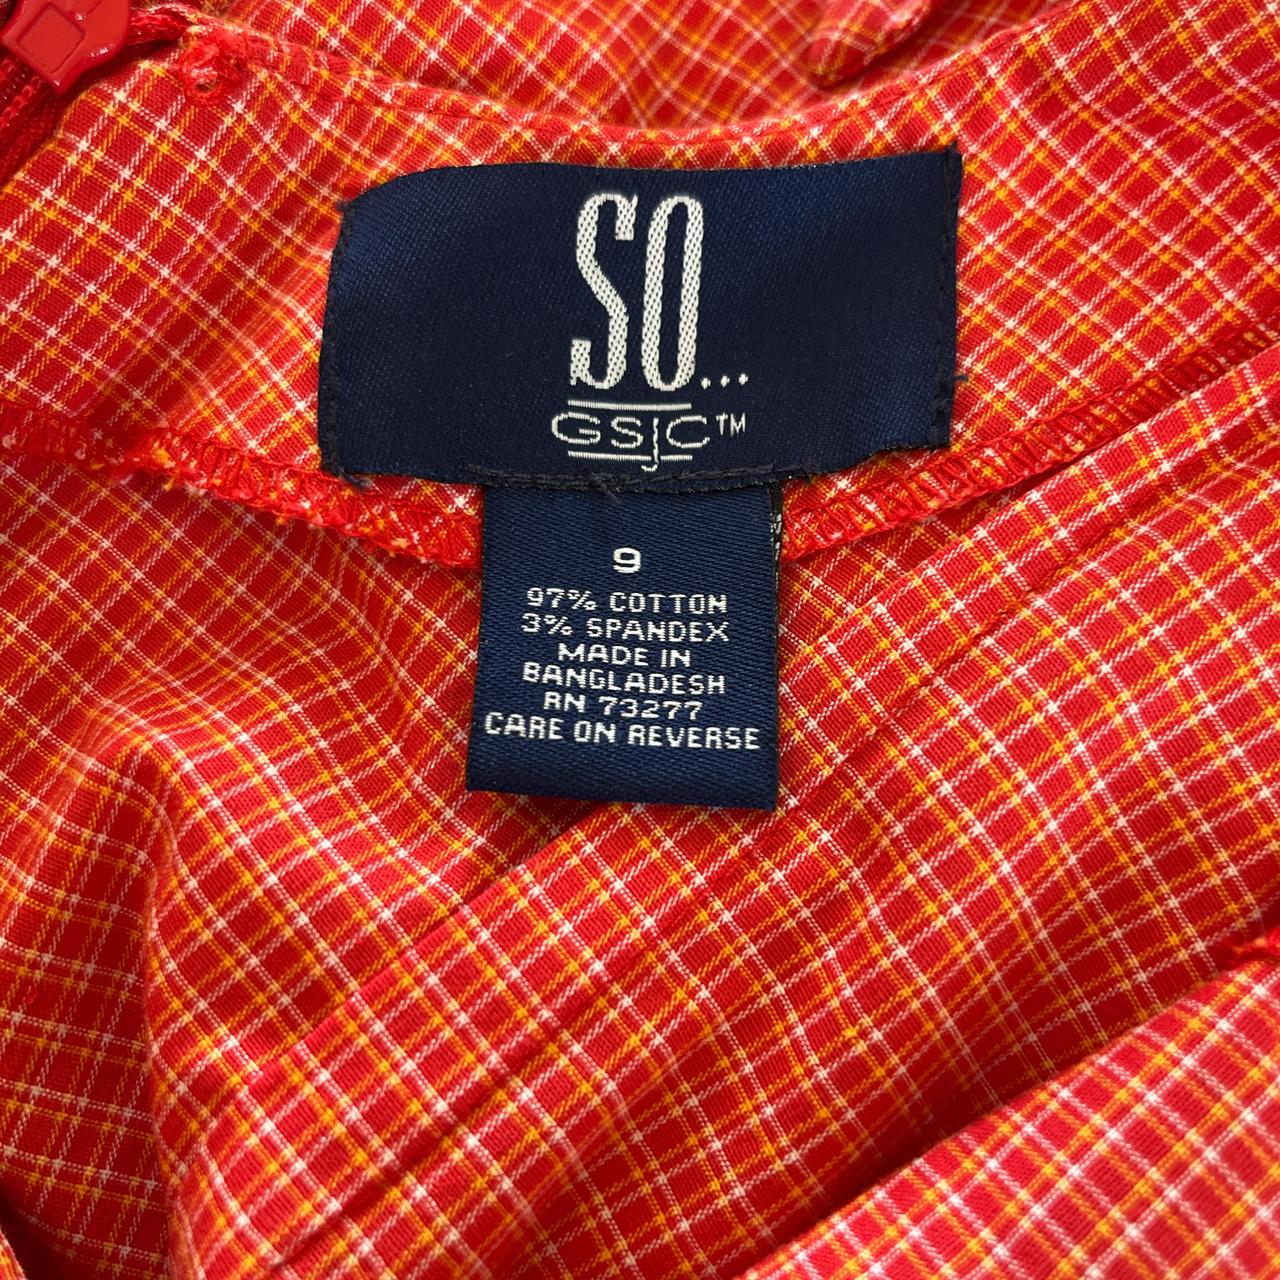 SO...
GSJC™
9
97% COTTON
3% SPANDEX
MADE IN
BANGLADESH
RN 73277
CARE ON REVERSE